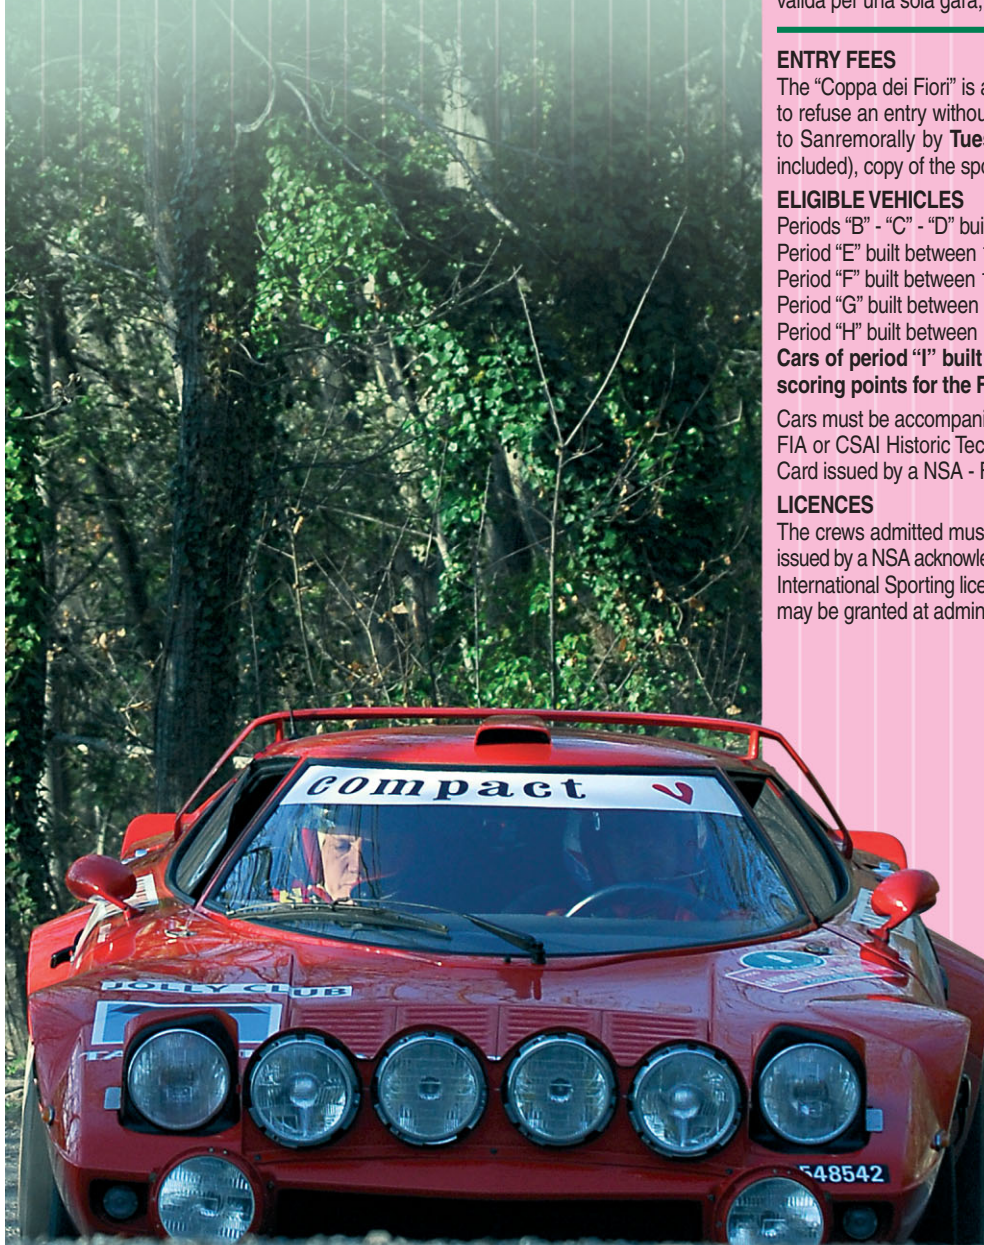 valida per una sola gara,
ENTRY FEES
The “Coppa dei Fiori” is a
to refuse an entry withou
to Sanremorally by Tues
included), copy of the spo
ELIGIBLE VEHICLES
Periods “B” - “C” - “D” buil
Period “E” built between 1
Period “F” built between 1
Period “G” built between
Period “H” built between
Cars of period “I” built
scoring points for the F
Cars must be accompani
FIA or CSAI Historic Tec
Card issued by a NSA - F
LICENCES
The crews admitted mus
issued by a NSA acknowle
International Sporting lice
may be granted at admin
compact
JOLLY CLUB
548542